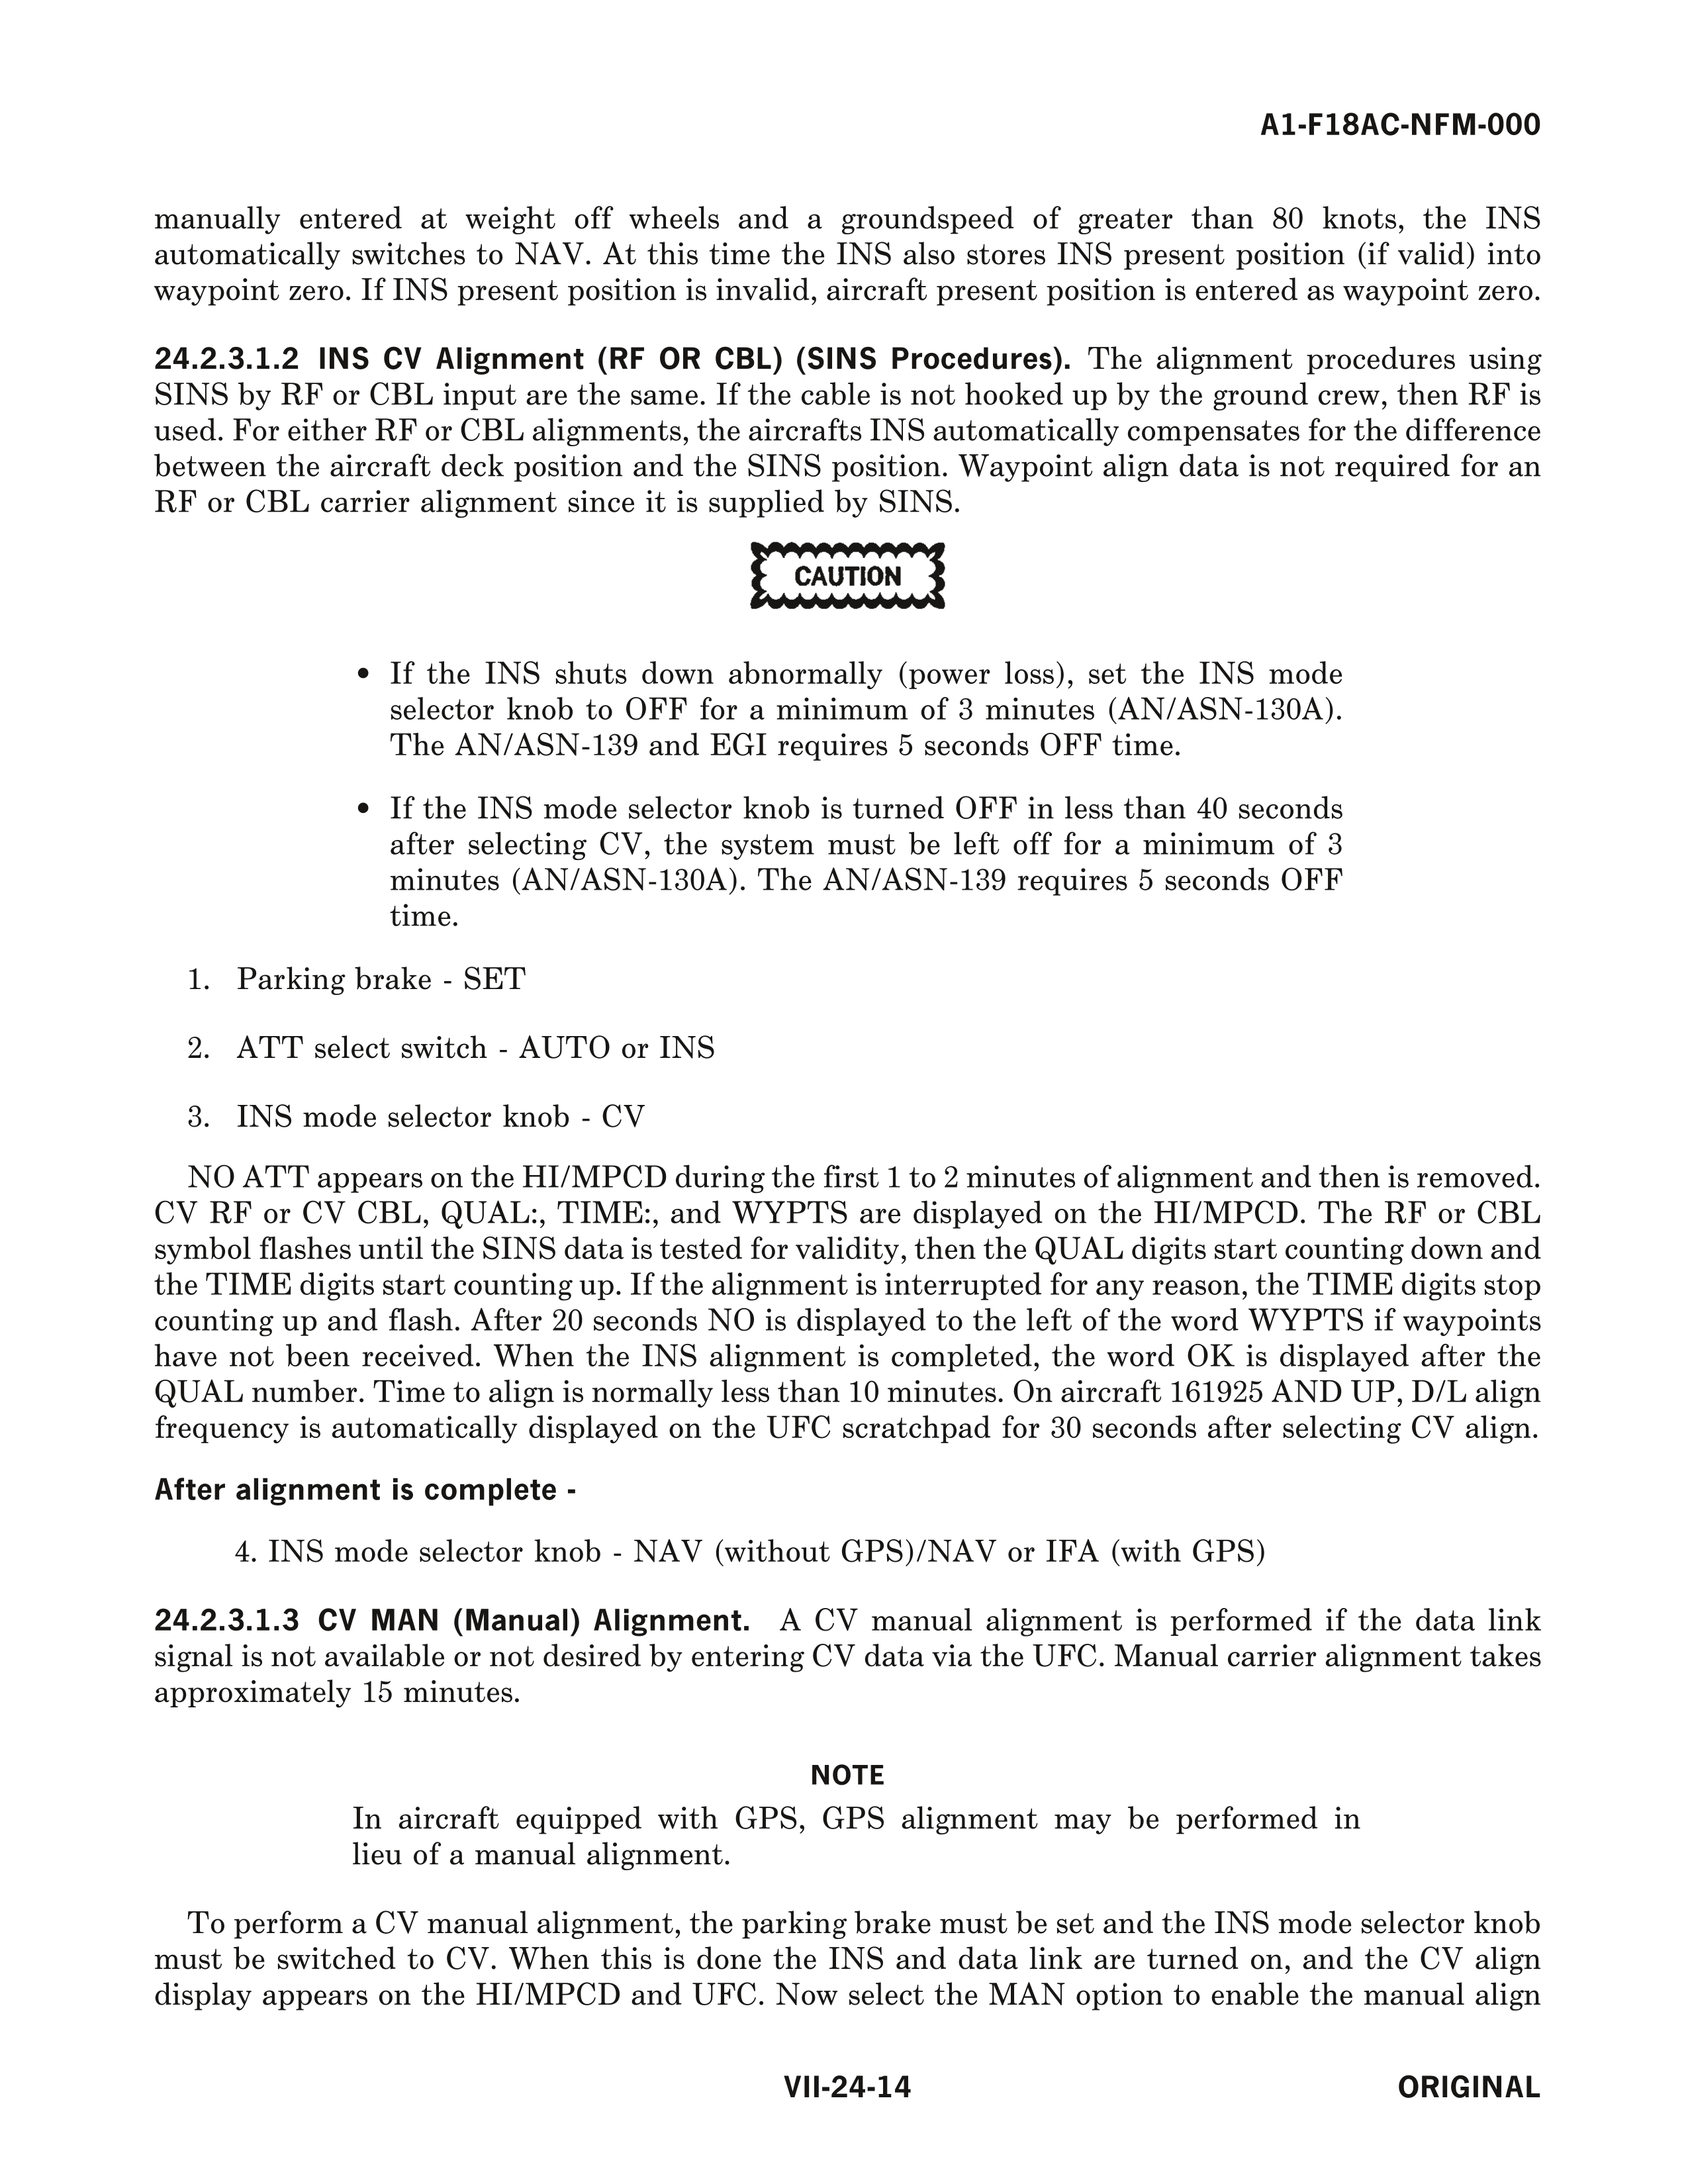 A1-F18AC-NFM-000
manually entered at weight off wheels and a groundspeed of greater than 80 knots, the INS
automatically switches to NAV. At this time the INS also stores INS present position (if valid) into
waypoint zero. If INS present position is invalid, aircraft present position is entered as waypoint zero.
24.2.3.1.2 INS CV Alignment (RF OR CBL) (SINS Procedures). The alignment procedures using
SINS by RF or CBL input are the same. If the cable is not hooked up by the ground crew, then RF is
used. For either RF or CBL alignments, the aircrafts INS automatically compensates for the difference
between the aircraft deck position and the SINS position. Waypoint align data is not required for an
RF or CBL carrier alignment since it is supplied by SINS.
CAUTION
• If the INS shuts down abnormally (power loss), set the INS mode
selector knob to OFF for a minimum of 3 minutes (AN/ASN-130A).
The AN/ASN-139 and EGI requires 5 seconds OFF time.
• If the INS mode selector knob is turned OFF in less than 40 seconds
after selecting CV, the system must be left off for a minimum of 3
minutes (AN/ASN-130A). The AN/ASN-139 requires 5 seconds OFF
time.
1. Parking brake - SET
2. ATT select switch - AUTO or INS
3. INS mode selector knob - CV
NO ATT appears on the HI/MPCD during the first 1 to 2 minutes of alignment and then is removed.
CV RF or CV CBL, QUAL:, TIME:, and WYPTS are displayed on the HI/MPCD. The RF or CBL
symbol flashes until the SINS data is tested for validity, then the QUAL digits start counting down and
the TIME digits start counting up. If the alignment is interrupted for any reason, the TIME digits stop
counting up and flash. After 20 seconds NO is displayed to the left of the word WYPTS if waypoints
have not been received. When the INS alignment is completed, the word OK is displayed after the
QUAL number. Time to align is normally less than 10 minutes. On aircraft 161925 AND UP, D/L align
frequency is automatically displayed on the UFC scratchpad for 30 seconds after selecting CV align.
After alignment is complete -
4. INS mode selector knob - NAV (without GPS)/NAV or IFA (with GPS)
24.2.3.1.3 CV MAN (Manual) Alignment. A CV manual alignment is performed if the data link
signal is not available or not desired by entering CV data via the UFC. Manual carrier alignment takes
approximately 15 minutes.
NOTE
In aircraft equipped with GPS, GPS alignment may be performed in
lieu of a manual alignment.
To perform a CV manual alignment, the parking brake must be set and the INS mode selector knob
must be switched to CV. When this is done the INS and data link are turned on, and the CV align
display appears on the HI/MPCD and UFC. Now select the MAN option to enable the manual align
VII-24-14
ORIGINAL